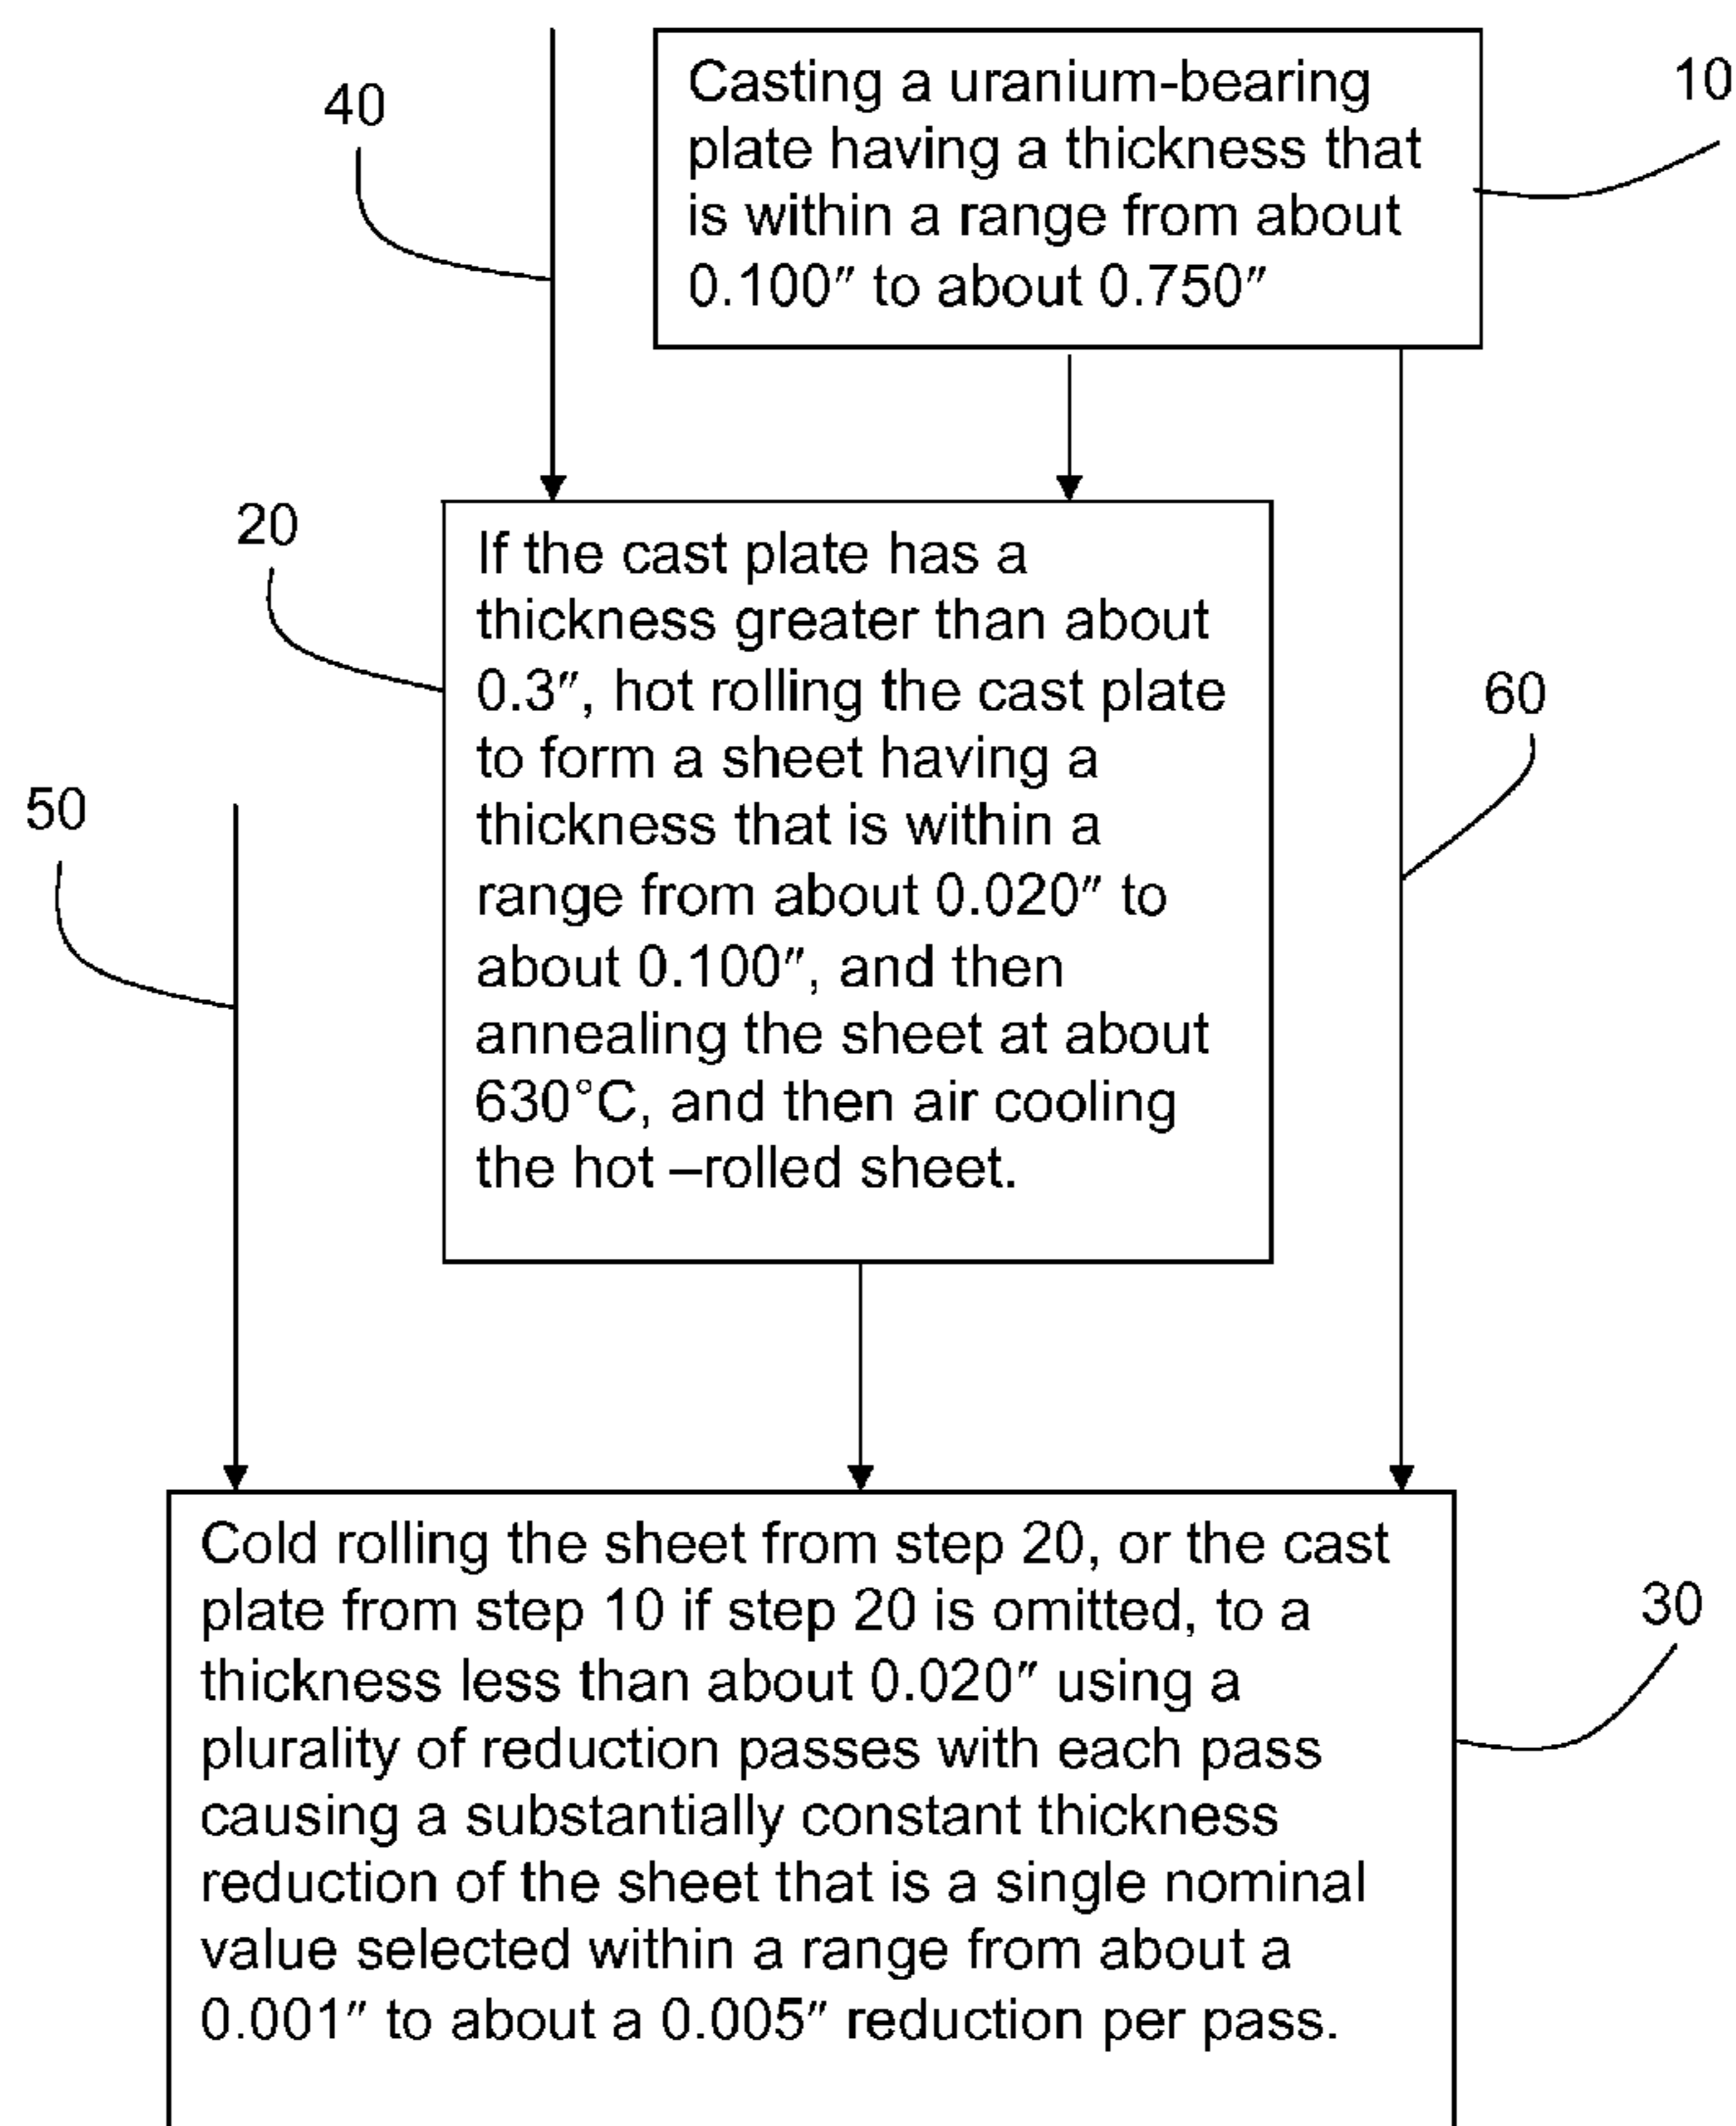 40
10
Casting a uranium-bearing
plate having a thickness that
is within a range from about
0.100″ to about 0.750″
20
If the cast plate has a
thickness greater than about
0.3″, hot rolling the cast plate
to form a sheet having a
thickness that is within a
range from about 0.020″ to
about 0.100″, and then
annealing the sheet at about
630°C, and then air cooling
the hot –rolled sheet.
60
50
Cold rolling the sheet from step 20, or the cast
plate from step 10 if step 20 is omitted, to a
thickness less than about 0.020″ using a
plurality of reduction passes with each pass
causing a substantially constant thickness
reduction of the sheet that is a single nominal
value selected within a range from about a
0.001″ to about a 0.005″ reduction per pass.
30